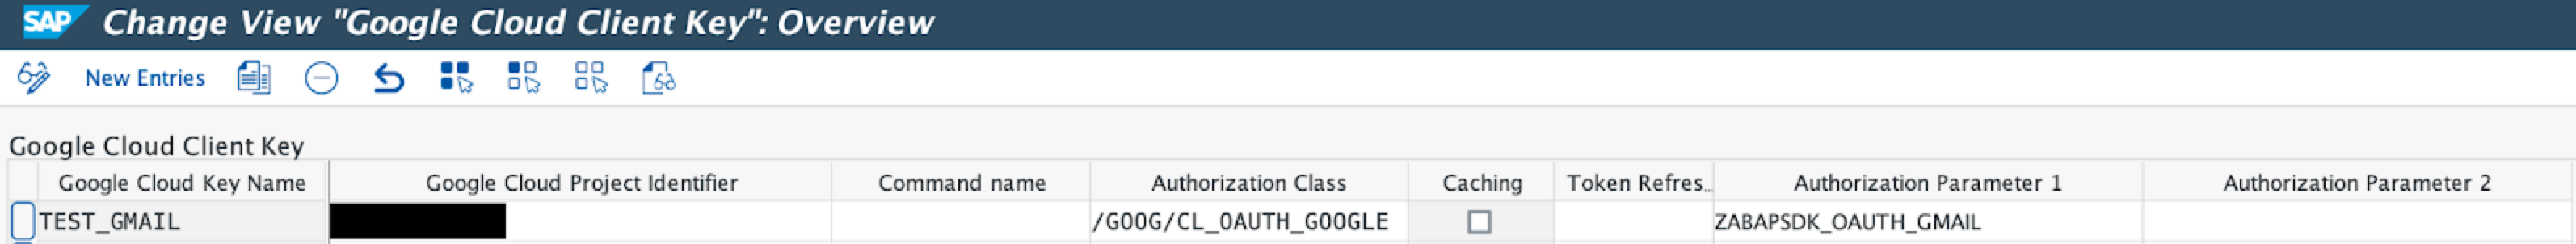 SAP Change View "Google Cloud Client Key": Overview
New Entries
Google Cloud Client Key
Google Cloud Key Name Google Cloud Project Identifier Command name Authorization Class Caching Token Refres.. Authorization Parameter 1 Authorization Parameter 2
TEST_GMAIL /GOOG/CL_OAUTH_GOOGLE ZABAPSDK_OAUTH_GMAIL